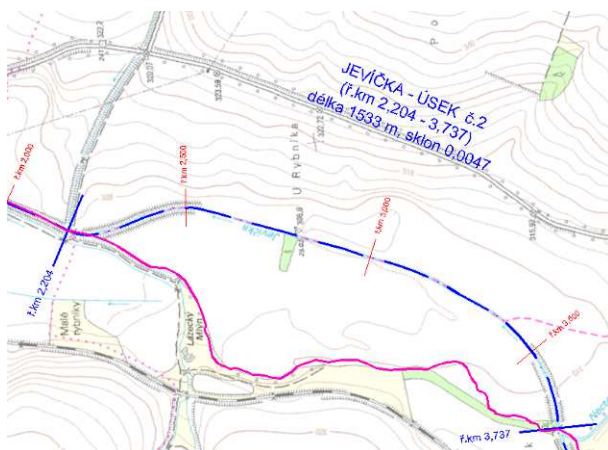 JEVÍČKA - ÚSEK č.2
(ř.km 2,204 - 3,737)
délka 1533 m, sklon 0,0047
ř.km 2,000
ř.km 2,500
U Rybníka
Jevíčka
ř.km 3,000
ř.km 2,204
Malé
rybníky
Lázecký
Mlýn
ř.km 3,500
ř.km 3,737